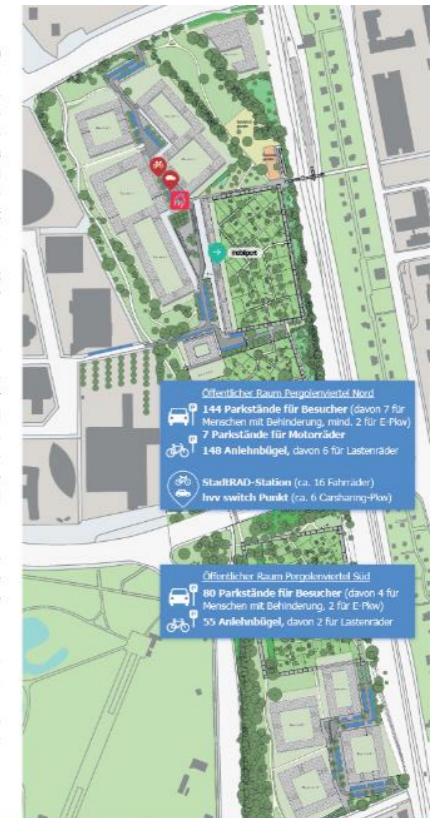 mobilport
Öffentlicher Raum Pergolenviertel Nord
144 Parkstände für Besucher (davon 7 für
Menschen mit Behinderung, mind. 2 für E-Pkw)
7 Parkstände für Motorräder
148 Anlehnbügel, davon 6 für Lastenräder
StadtRAD-Station (ca. 16 Fahrräder)
hvv switch Punkt (ca. 6 Carsharing-Pkw)
Öffentlicher Raum Pergolenviertel Süd
80 Parkstände für Besucher (davon 4 für
Menschen mit Behinderung, 2 für E-Pkw)
55 Anlehnbügel, davon 2 für Lastenräder